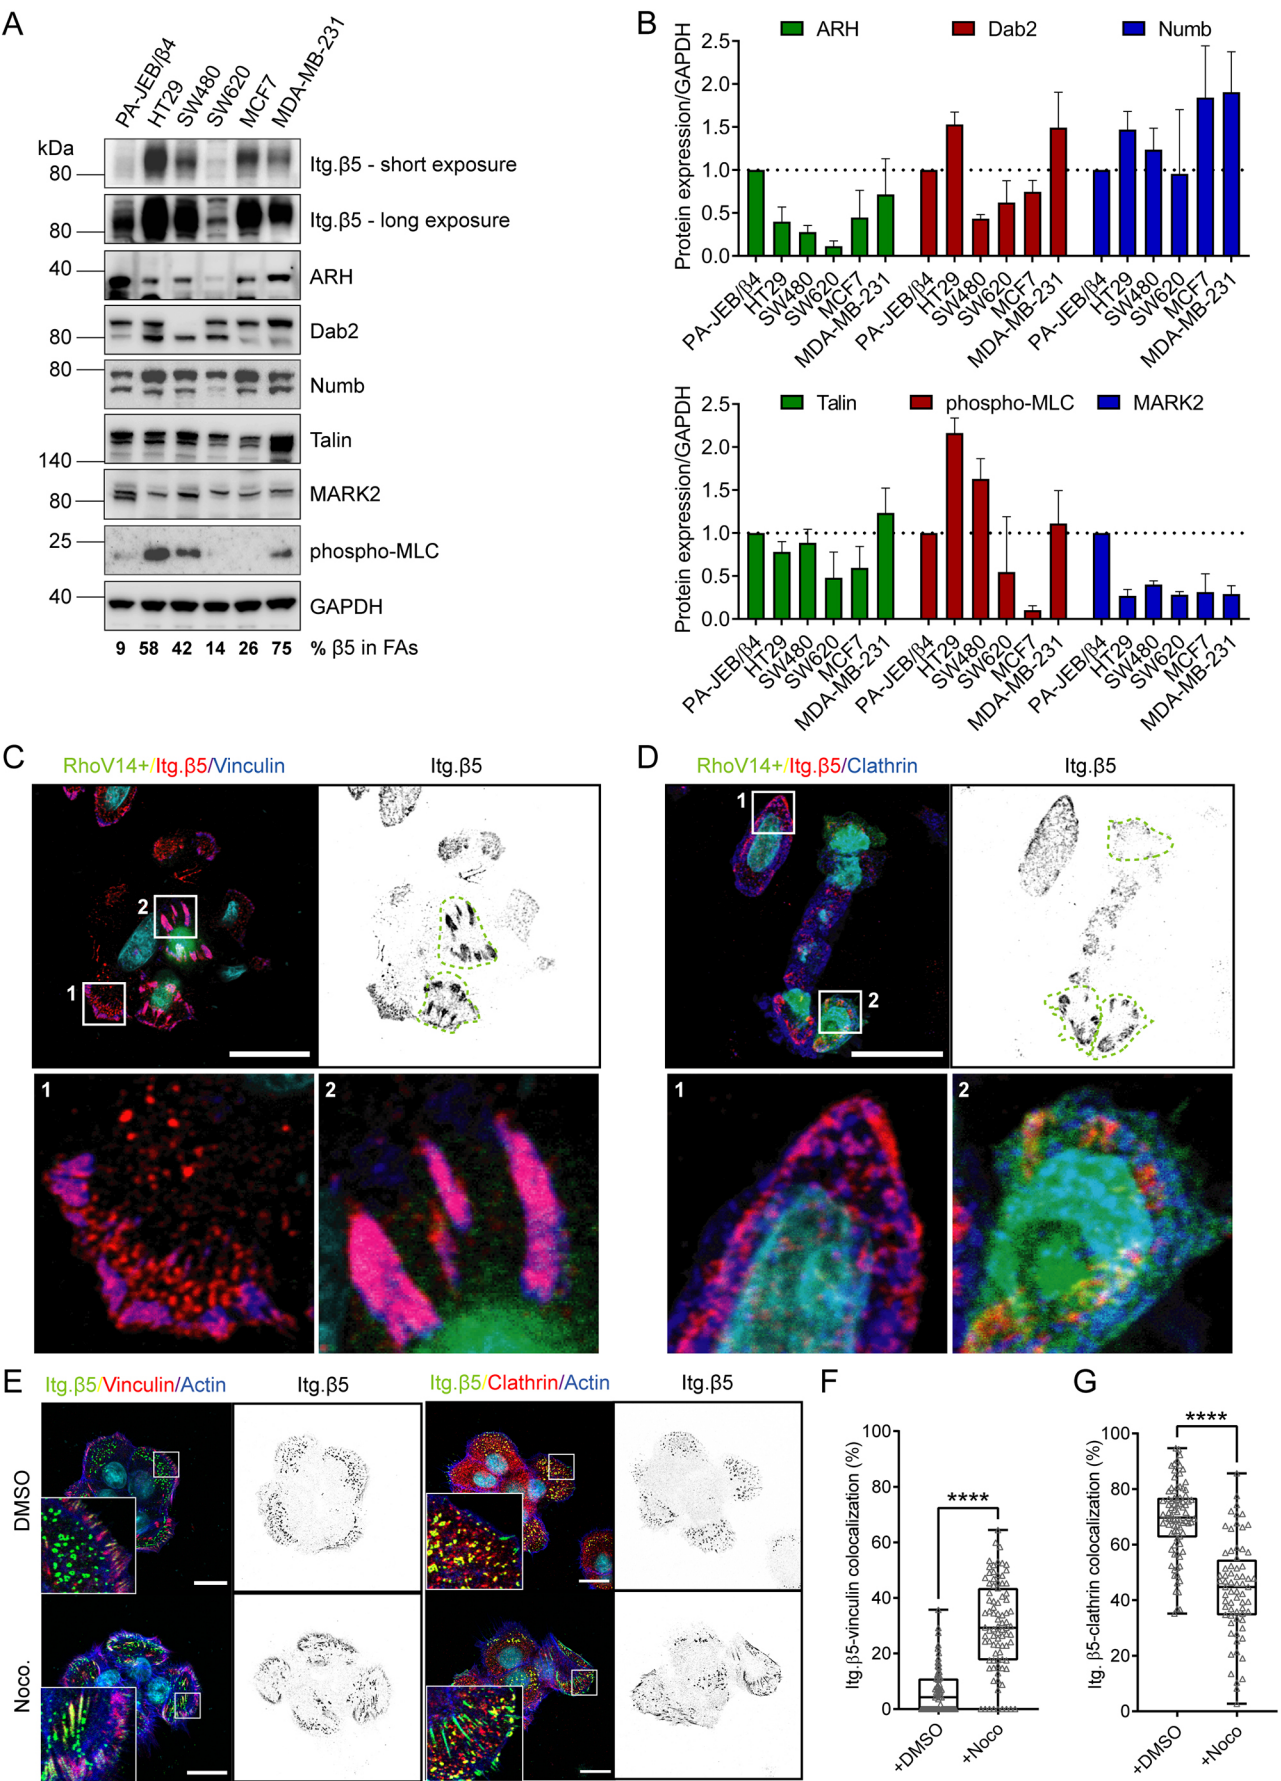 A
PA-JEB/β4
HT29
SW480
SW620
MCF7
MDA-MB-231
kDa
80
Itg.β5 - short exposure
80
Itg.β5 - long exposure
40
ARH
80
Dab2
80
Numb
140
Talin
80
MARK2
25
phospho-MLC
40
GAPDH
9 58 42 14 26 75 % β5 in FAs
B
ARH Dab2 Numb
Protein expression/GAPDH
2.5
2.0
1.5
1.0
0.5
0.0
PA-JEB/β4
HT29
SW480
SW620
MCF7
MDA-MB-231
PA-JEB/β4
HT29
SW480
SW620
MCF7
MDA-MB-231
PA-JEB/β4
HT29
SW480
SW620
MCF7
MDA-MB-231
Talin phospho-MLC MARK2
Protein expression/GAPDH
2.5
2.0
1.5
1.0
0.5
0.0
PA-JEB/β4
HT29
SW480
SW620
MCF7
MDA-MB-231
PA-JEB/β4
HT29
SW480
SW620
MCF7
MDA-MB-231
PA-JEB/β4
HT29
SW480
SW620
MCF7
MDA-MB-231
C
RhoV14+/Itg.β5/Vinculin Itg.β5
2
1
1 2
D
RhoV14+/Itg.β5/Clathrin Itg.β5
1
2
1 2
E
Itg.β5/Vinculin/Actin Itg.β5 Itg.β5/Clathrin/Actin Itg.β5
DMSO
Noco.
F
Itg.β5-vinculin colocalization (%)
100
80
60
40
20
0
****
+DMSO
+Noco
G
Itg. β5-clathrin colocalization (%)
100
80
60
40
20
0
****
+DMSO
+Noco